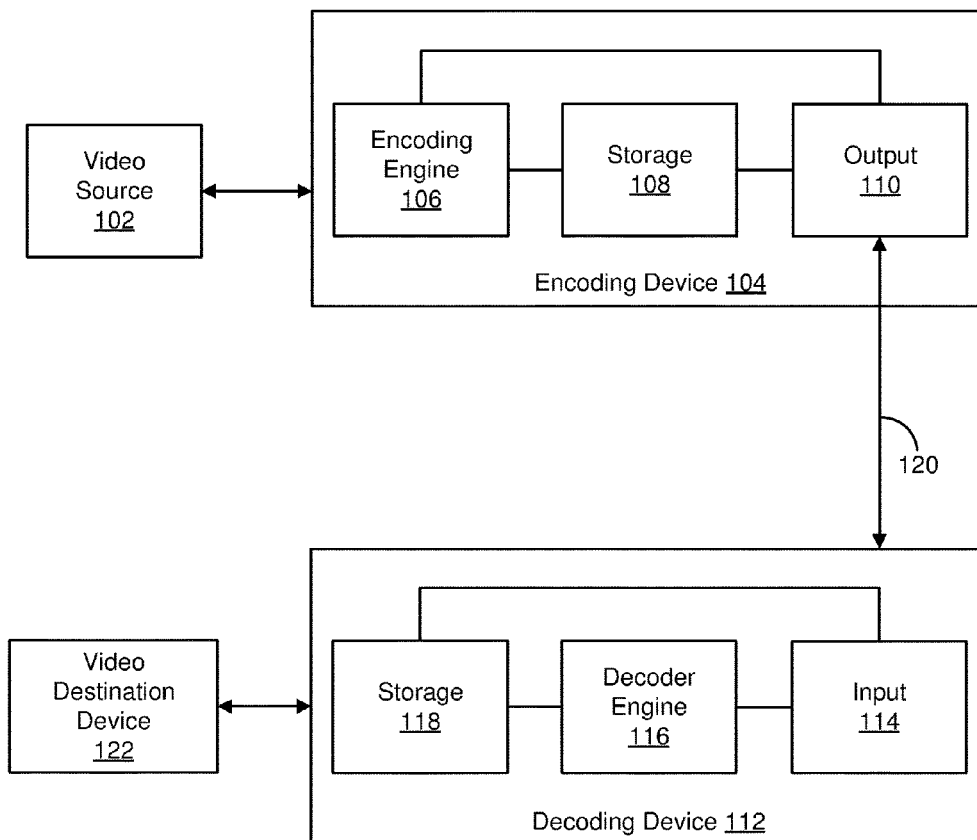 Video
Source
102
Encoding
Engine
106
Storage
108
Output
110
Encoding Device 104
120
Video
Destination
Device
122
Storage
118
Decoder
Engine
116
Input
114
Decoding Device 112